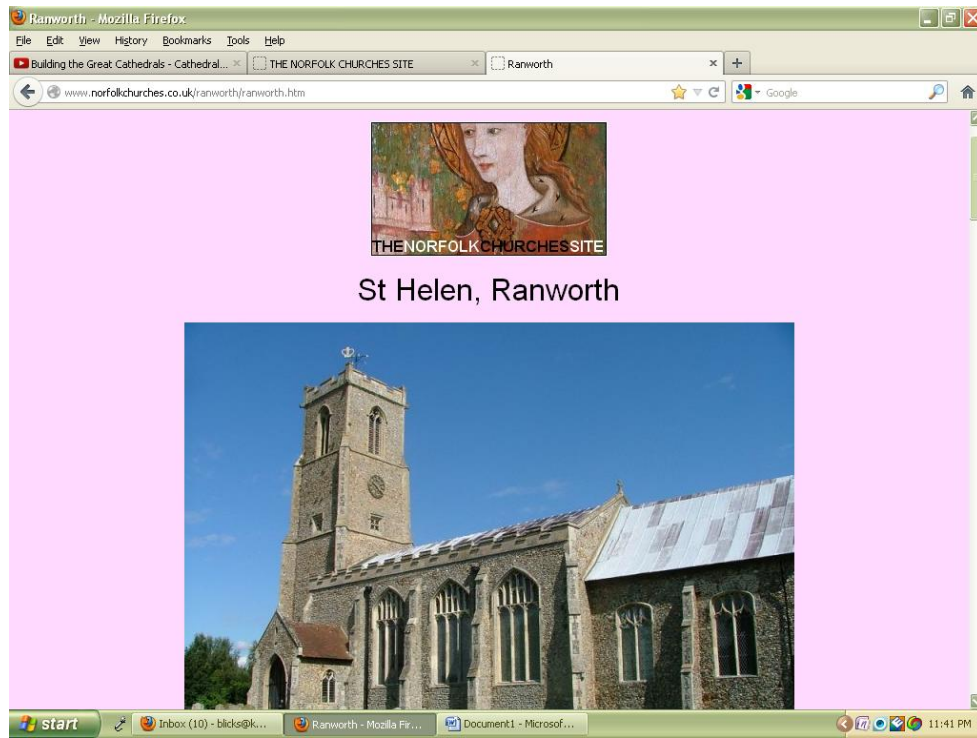 Ranworth - Mozilla Firefox
File Edit View History Bookmarks Tools Help
Building the Great Cathedrals - Cathedral... THE NORFOLK CHURCHES SITE Ranworth
www.norfolkchurches.co.uk/ranworth/ranworth.htm Google
THENORFOLKCHURCHESSITE
St Helen, Ranworth
start Inbox (10) - blicks@k... Ranworth - Mozilla Fir... Document1 - Microsof... 11:41 PM